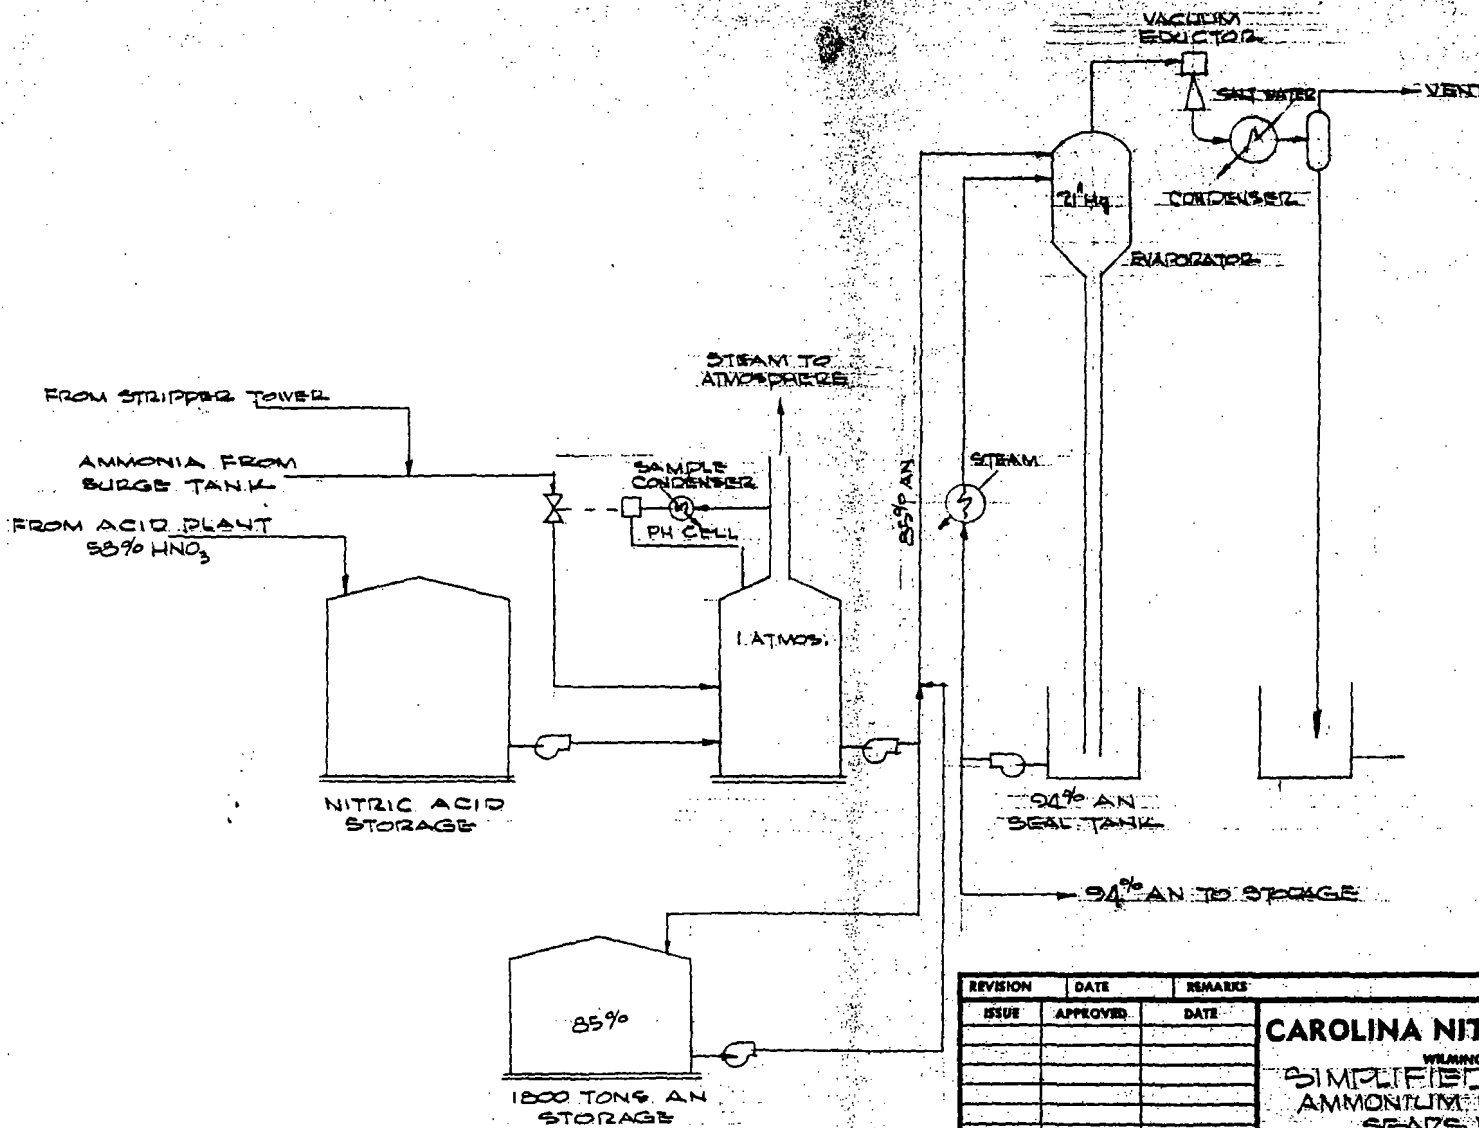 VACUUM
EDUCTOR
SALT WATER
VENT
21" Hg
CONDENSER
EVAPORATOR
STEAM TO
ATMOSPHERE
FROM STRIPPER TOWER
AMMONIA FROM
SURGE TANK
SAMPLE
CONDENSER
STEAM
85% AN
FROM ACID PLANT
58% HNO₃
PH CELL
1 ATMOS.
NITRIC ACID
STORAGE
94% AN
SEAL TANK
94% AN TO STORAGE
85%
1800 TONS AN
STORAGE
REVISION DATE REMARKS
ISSUE APPROVED DATE
CAROLINA NIT
WILMING
SIMPLIFIED
AMMONIUM